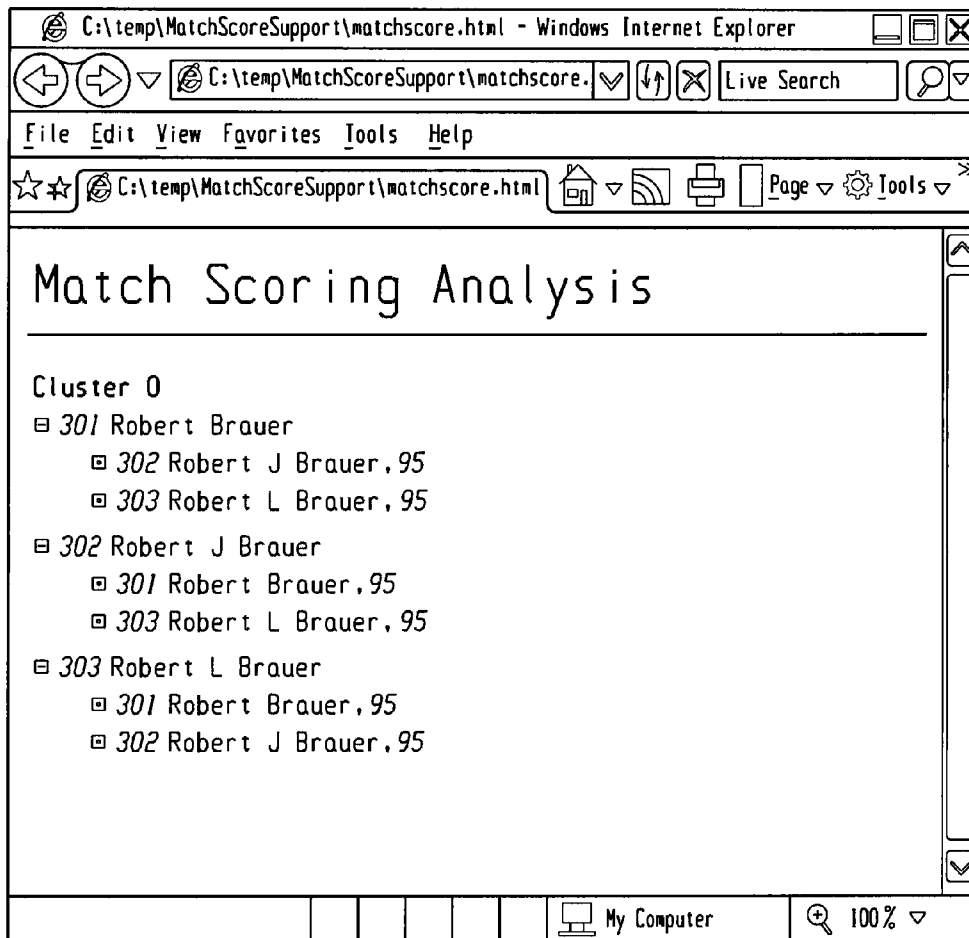 C:\temp\MatchScoreSupport\matchscore.html - Windows Internet Explorer
C:\temp\MatchScoreSupport\matchscore. Live Search
File Edit View Favorites Tools Help
C:\temp\MatchScoreSupport\matchscore.html Page Tools »
Match Scoring Analysis
Cluster 0
301 Robert Brauer
302 Robert J Brauer, 95
303 Robert L Brauer, 95
302 Robert J Brauer
301 Robert Brauer, 95
303 Robert L Brauer, 95
303 Robert L Brauer
301 Robert Brauer, 95
302 Robert J Brauer, 95
My Computer 100%